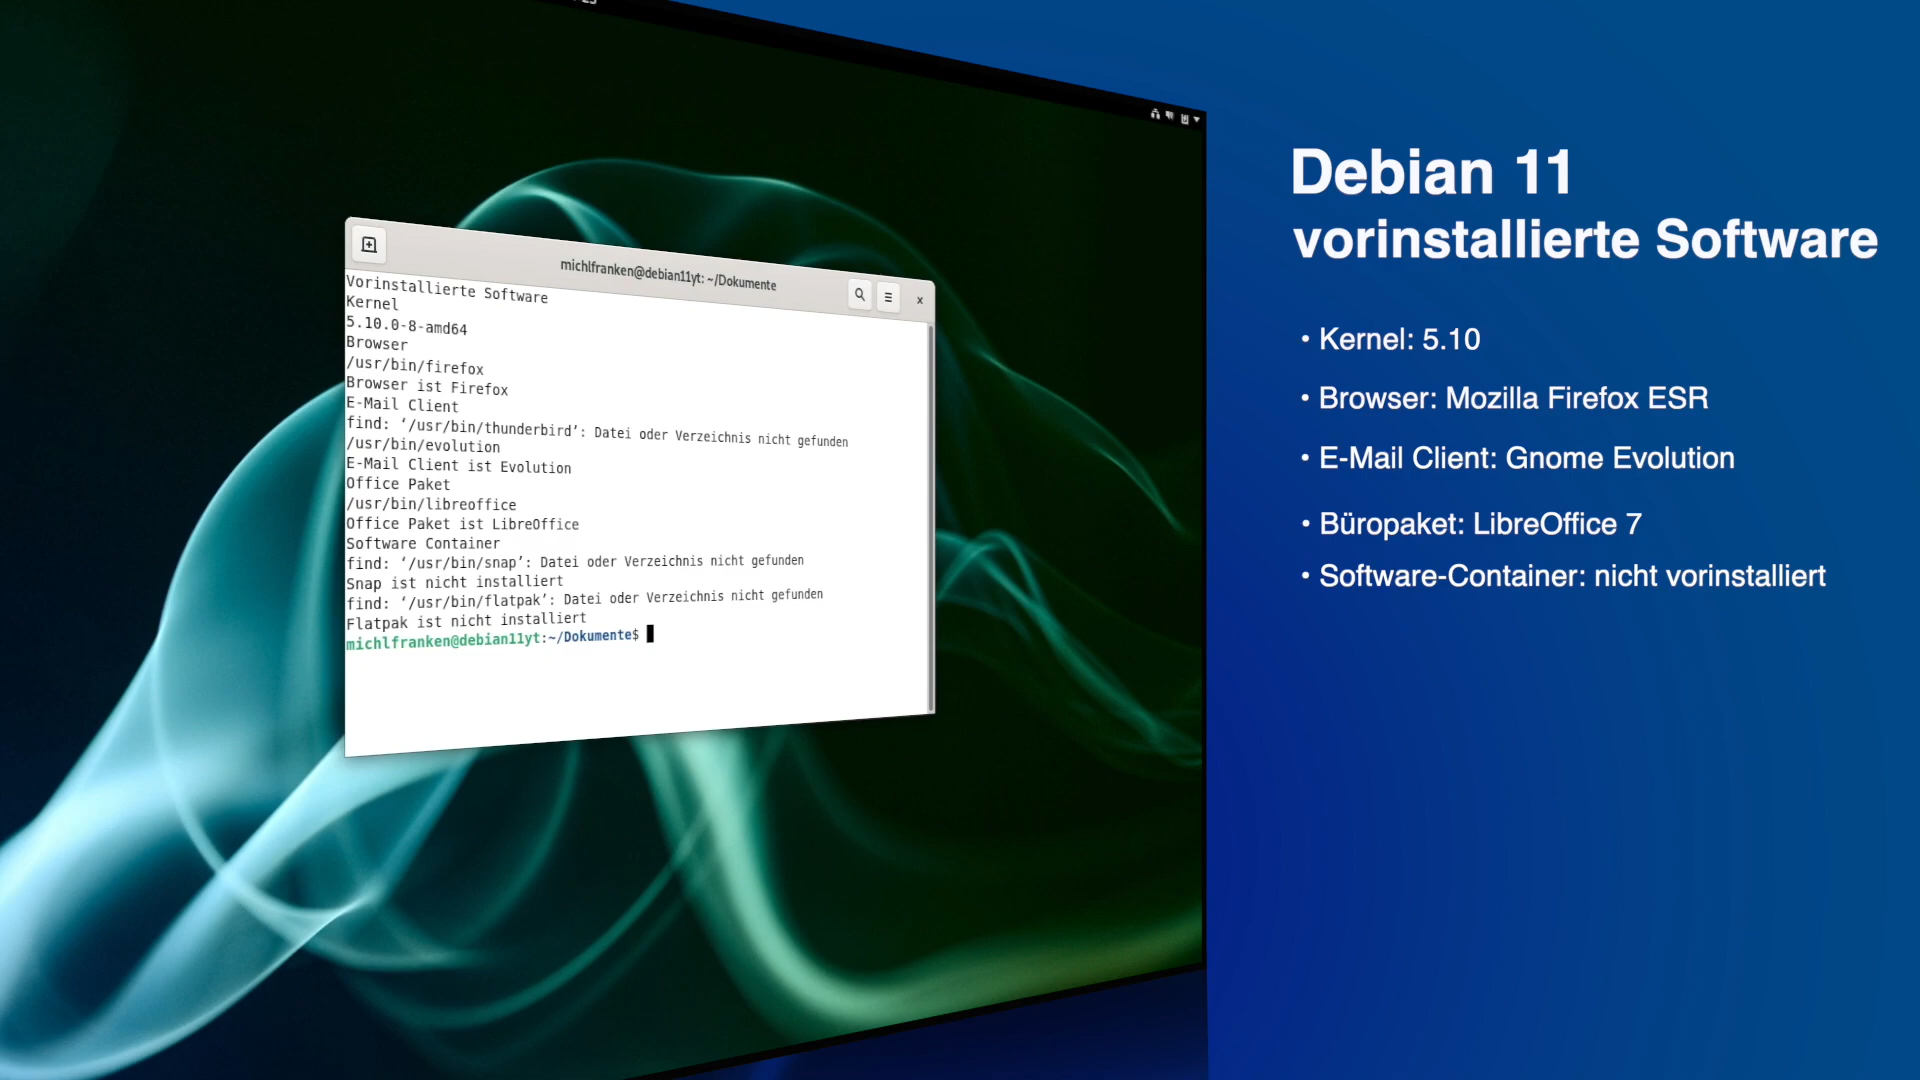 michlfranken@debian11yt: ~/Dokumente
Vorinstallierte Software
Kernel
5.10.0-8-amd64
Browser
/usr/bin/firefox
Browser ist Firefox
E-Mail Client
find: ‘/usr/bin/thunderbird’: Datei oder Verzeichnis nicht gefunden
/usr/bin/evolution
E-Mail Client ist Evolution
Office Paket
/usr/bin/libreoffice
Office Paket ist LibreOffice
Software Container
find: ‘/usr/bin/snap’: Datei oder Verzeichnis nicht gefunden
Snap ist nicht installiert
find: ‘/usr/bin/flatpak’: Datei oder Verzeichnis nicht gefunden
Flatpak ist nicht installiert
michlfranken@debian11yt:~/Dokumente$
Debian 11
vorinstallierte Software
• Kernel: 5.10
• Browser: Mozilla Firefox ESR
• E-Mail Client: Gnome Evolution
• Büropaket: LibreOffice 7
• Software-Container: nicht vorinstalliert